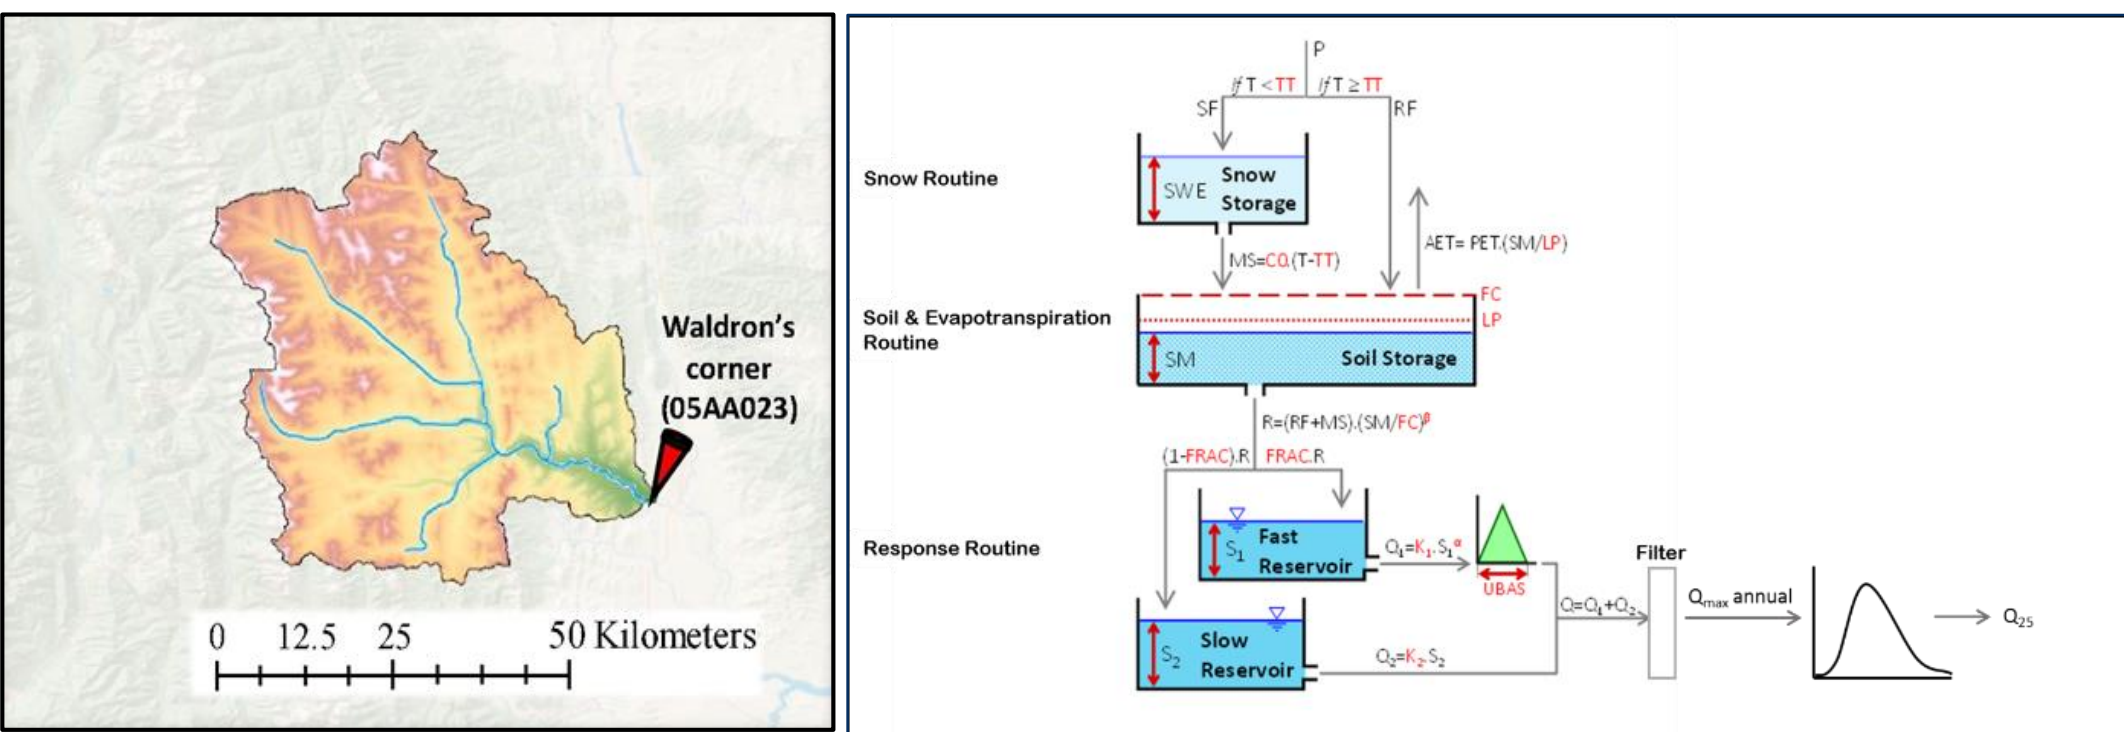 Waldron's
corner
(05AA023)
0 12.5 25 50 Kilometers
P
If T < TT If T ≥ TT
SF RF
Snow Routine
SWE
Snow
Storage
MS=C0.(T-TT)
AET= PET.(SM/LP)
FC
LP
Soil & Evapotranspiration
Routine
SM
Soil Storage
R=(RF+MS).(SM/FC)^β
(1-FRAC).R FRAC.R
Response Routine
S₁
Fast
Reservoir
Q₁=K₁.S₁^α
UBAS
S₂
Slow
Reservoir
Q₂=K₂.S₂
Q=Q₁+Q₂
Filter
Qmax annual
Q₂₅